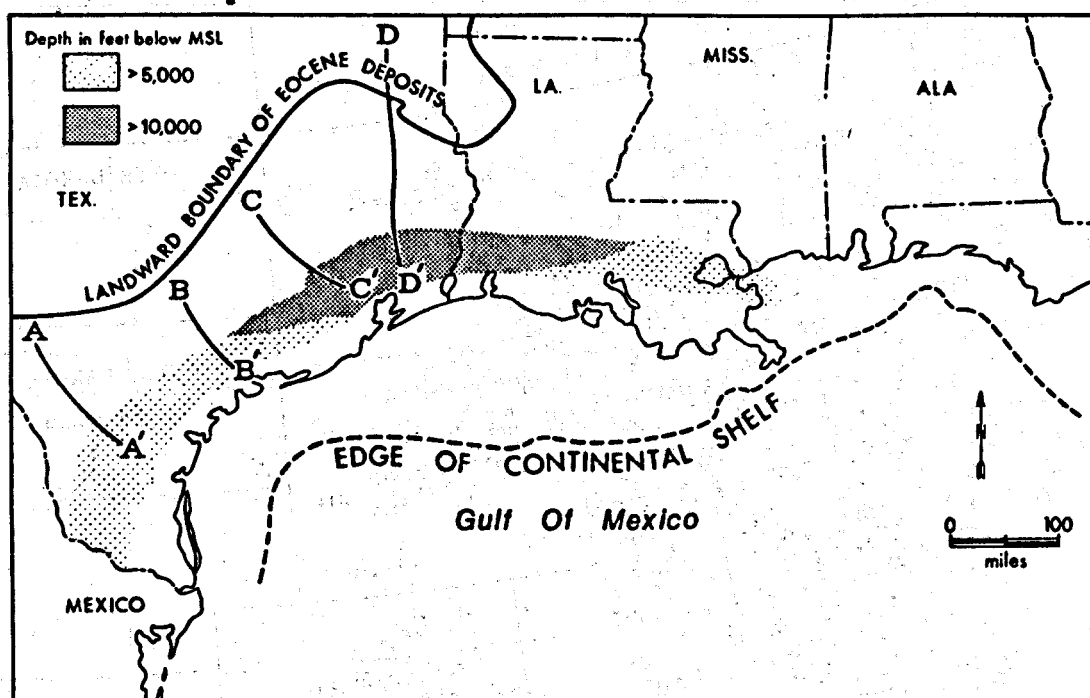 Depth in feet below MSL
>5,000
>10,000
D
MISS.
LA.
ALA
TEX.
LANDWARD BOUNDARY OF EOCENE DEPOSITS
C
B
C'
D'
A
B'
A'
EDGE OF CONTINENTAL SHELF
Gulf Of Mexico
N
0 100
miles
MEXICO